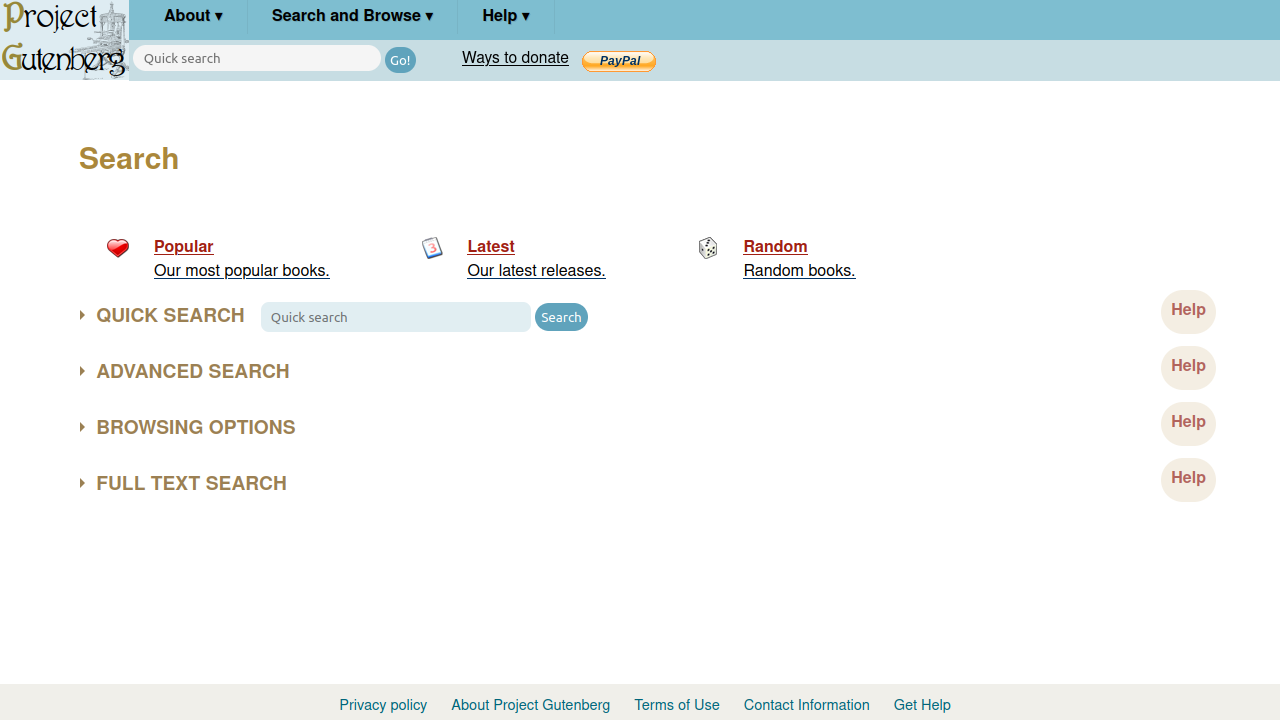 Project Gutenberg
About ▾
Search and Browse ▾
Help ▾
Quick search
Go!
Ways to donate
PayPal
Search
Popular
Our most popular books.
Latest
Our latest releases.
Random
Random books.
QUICK SEARCH
Quick search
Search
Help
ADVANCED SEARCH
Help
BROWSING OPTIONS
Help
FULL TEXT SEARCH
Help
Privacy policy
About Project Gutenberg
Terms of Use
Contact Information
Get Help